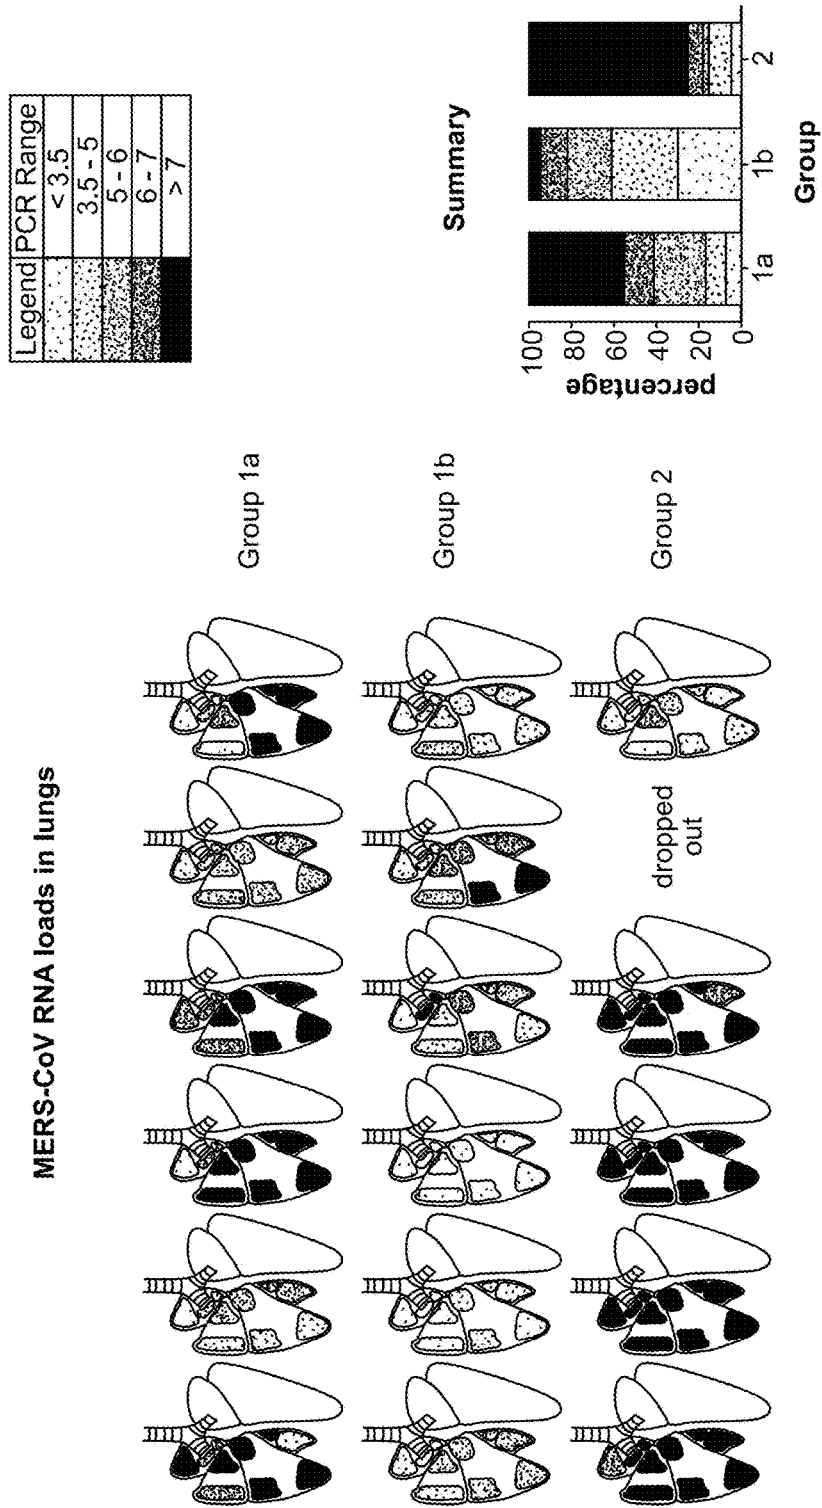 MERS-CoV RNA loads in lungs
Group 1a
Group 1b
dropped
out
Group 2
Legend PCR Range
< 3.5
3.5 - 5
5 - 6
6 - 7
> 7
Summary
percentage
100
80
60
40
20
0
1a
1b
2
Group